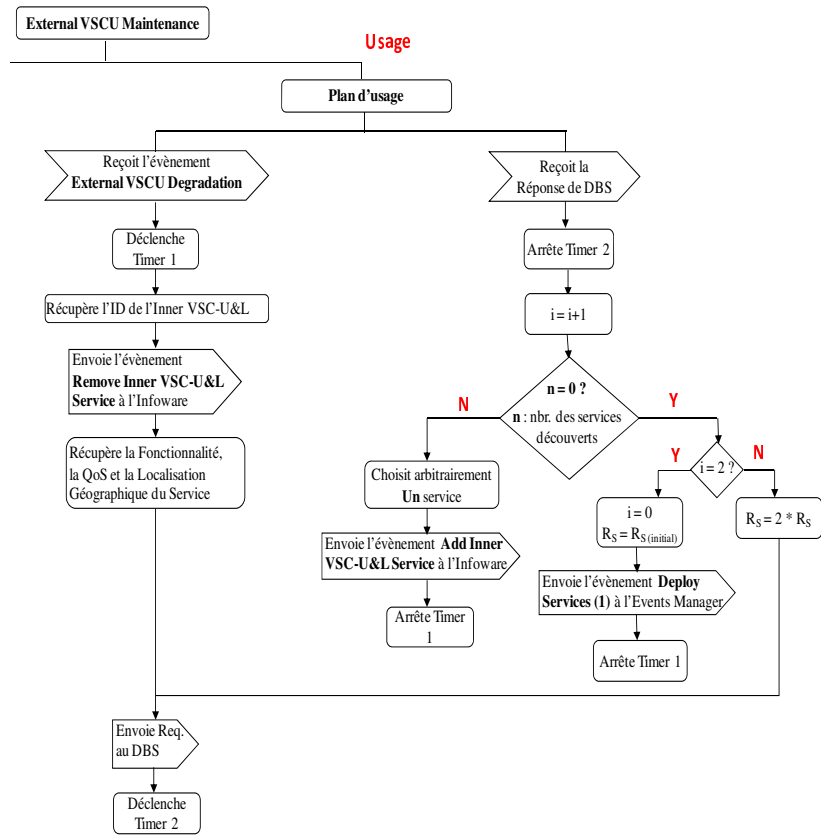 External VSCU Maintenance
Usage
Plan d'usage
Reçoit l'évènement
External VSCU Degradation
Déclenche
Timer 1
Récupère l'ID de l'Inner VSC-U&L
Envoie l'évènement
Remove Inner VSC-U&L
Service à l'Infoware
Récupère la Fonctionnalité,
la QoS et la Localisation
Géographique du Service
Reçoit la
Réponse de DBS
Arrête Timer 2
i = i+1
n = 0 ?
n : nbr. des services
découverts
N
Y
Choisit arbitrairement
Un service
Envoie l'évènement Add Inner
VSC-U&L Service à l'Infoware
Arrête Timer
1
i = 2 ?
Y
N
i = 0
RS = RS (initial)
RS = 2 * RS
Envoie l'évènement Deploy
Services (1) à l'Events Manager
Arrête Timer 1
Envoie Req.
au DBS
Déclenche
Timer 2